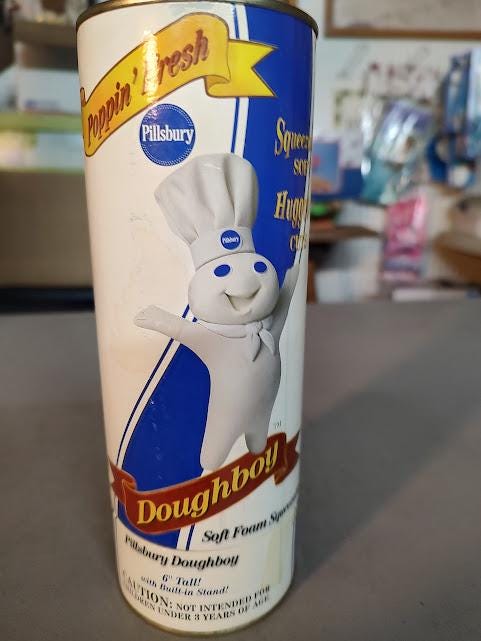 Poppin' Fresh
Pillsbury
Pillsbury
TM
Doughboy
Soft Foam
Pillsbury Doughboy
6" Tall!
with Built-in Stand!
CAUTION: NOT INTENDED FOR
CHILDREN UNDER 3 YEARS OF AGE